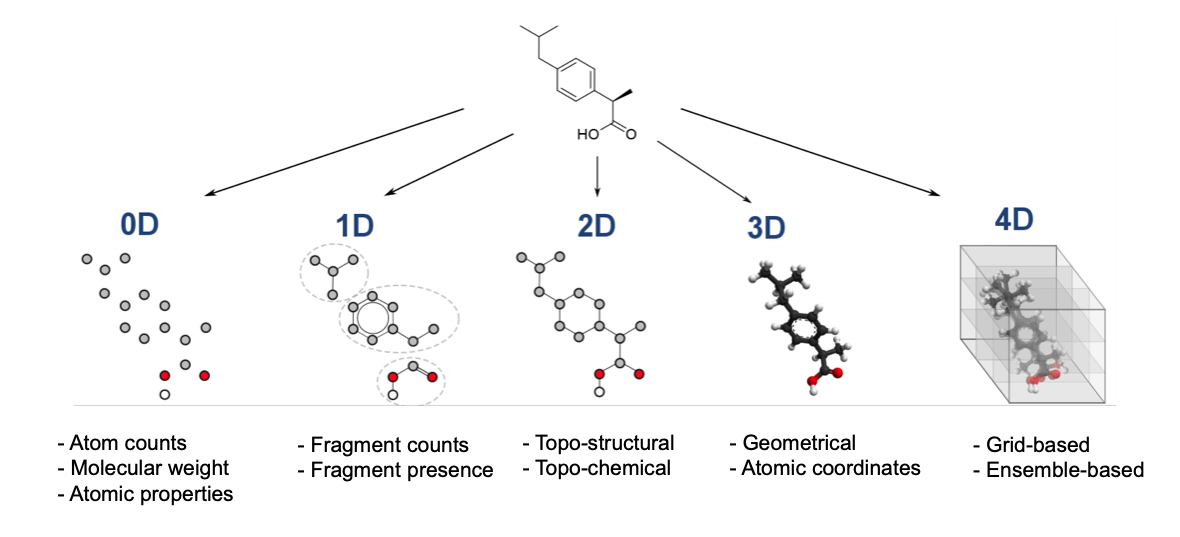 HO
O
0D
1D
2D
3D
4D
- Atom counts
- Molecular weight
- Atomic properties
- Fragment counts
- Fragment presence
- Topo-structural
- Topo-chemical
- Geometrical
- Atomic coordinates
- Grid-based
- Ensemble-based